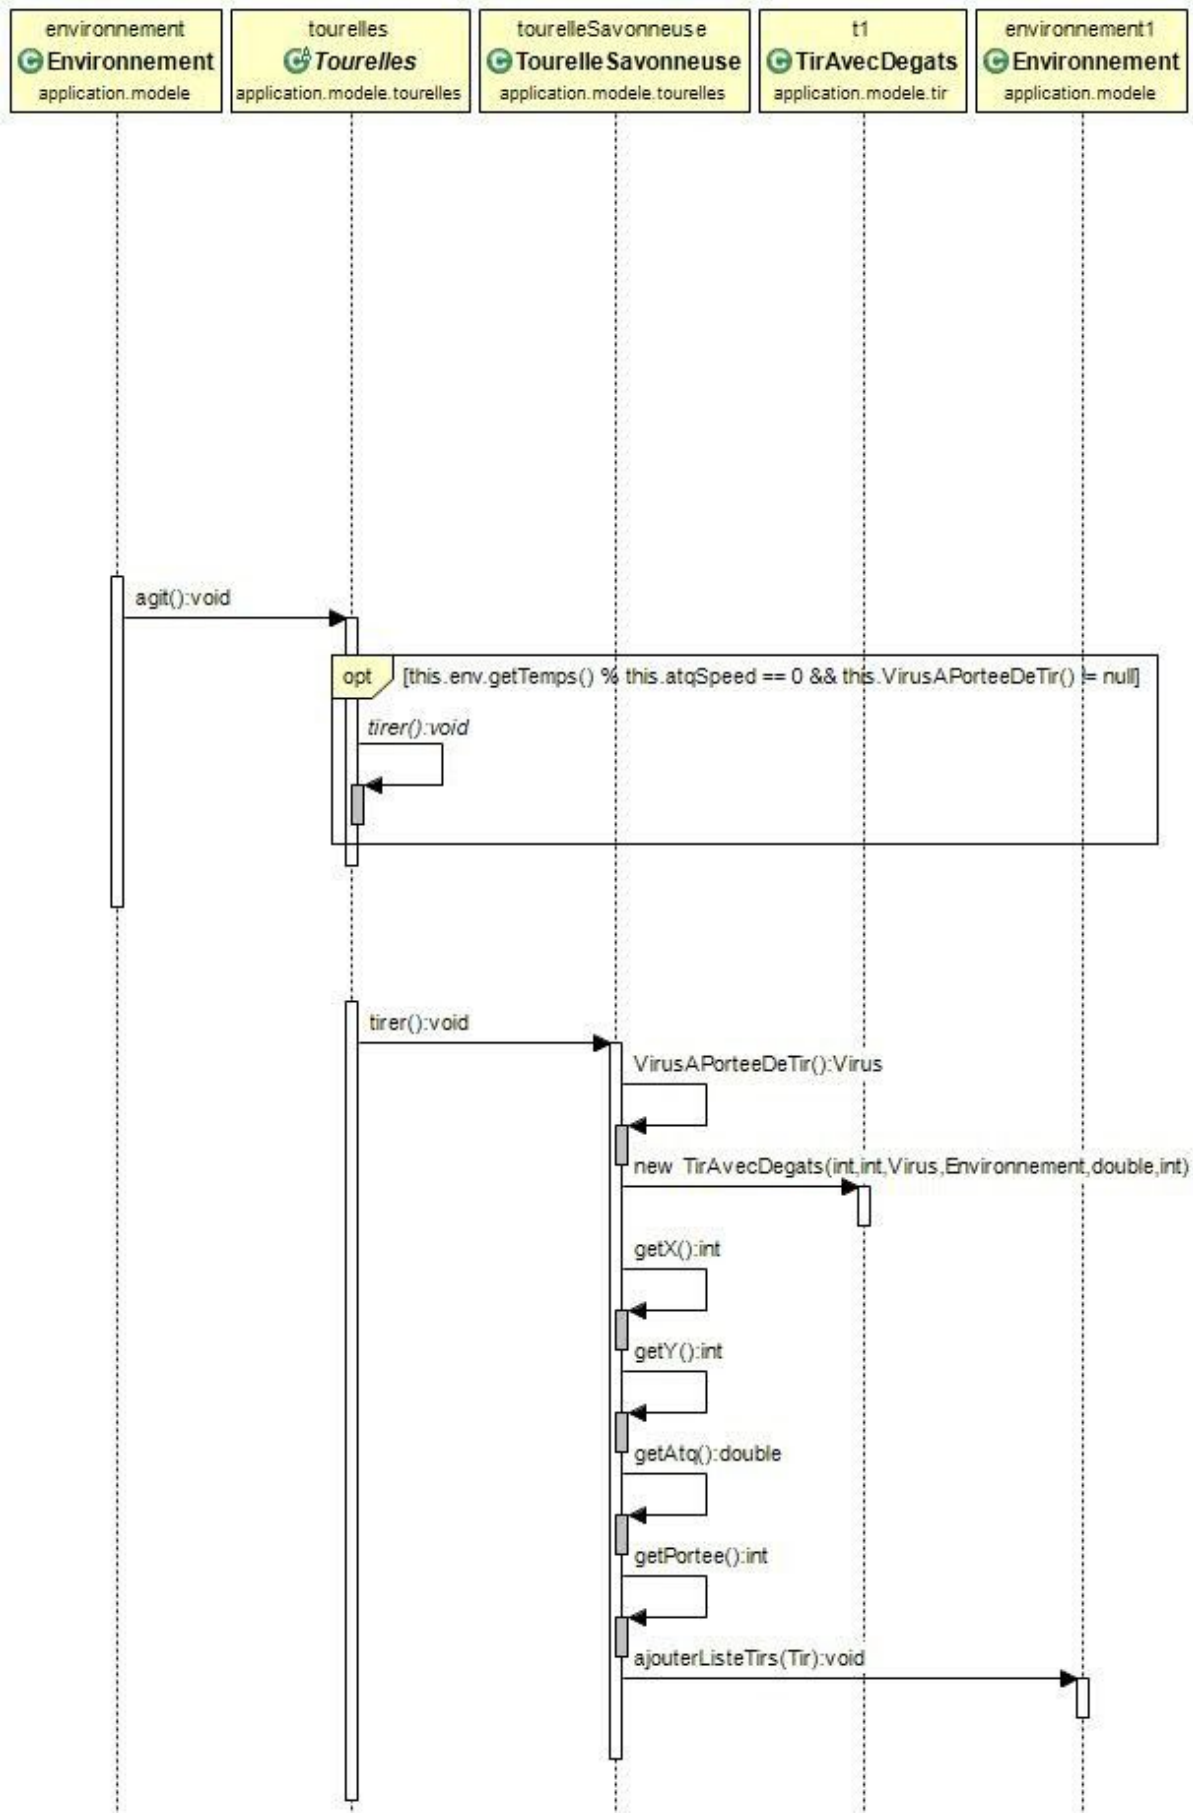 environnement
C Environnement
application.modele
tourelles
C A Tourelles
application.modele.tourelles
tourelleSavonneuse
C TourelleSavonneuse
application.modele.tourelles
t1
C TirAvecDegats
application.modele.tir
environnement1
C Environnement
application.modele
agit():void
opt [this.env.getTemps() % this.atqSpeed == 0 && this.VirusAPorteeDeTir() != null]
tirer():void
tirer():void
VirusAPorteeDeTir():Virus
new TirAvecDegats(int,int,Virus,Environnement,double,int)
getX():int
getY():int
getAtq():double
getPortee():int
ajouterListeTirs(Tir):void